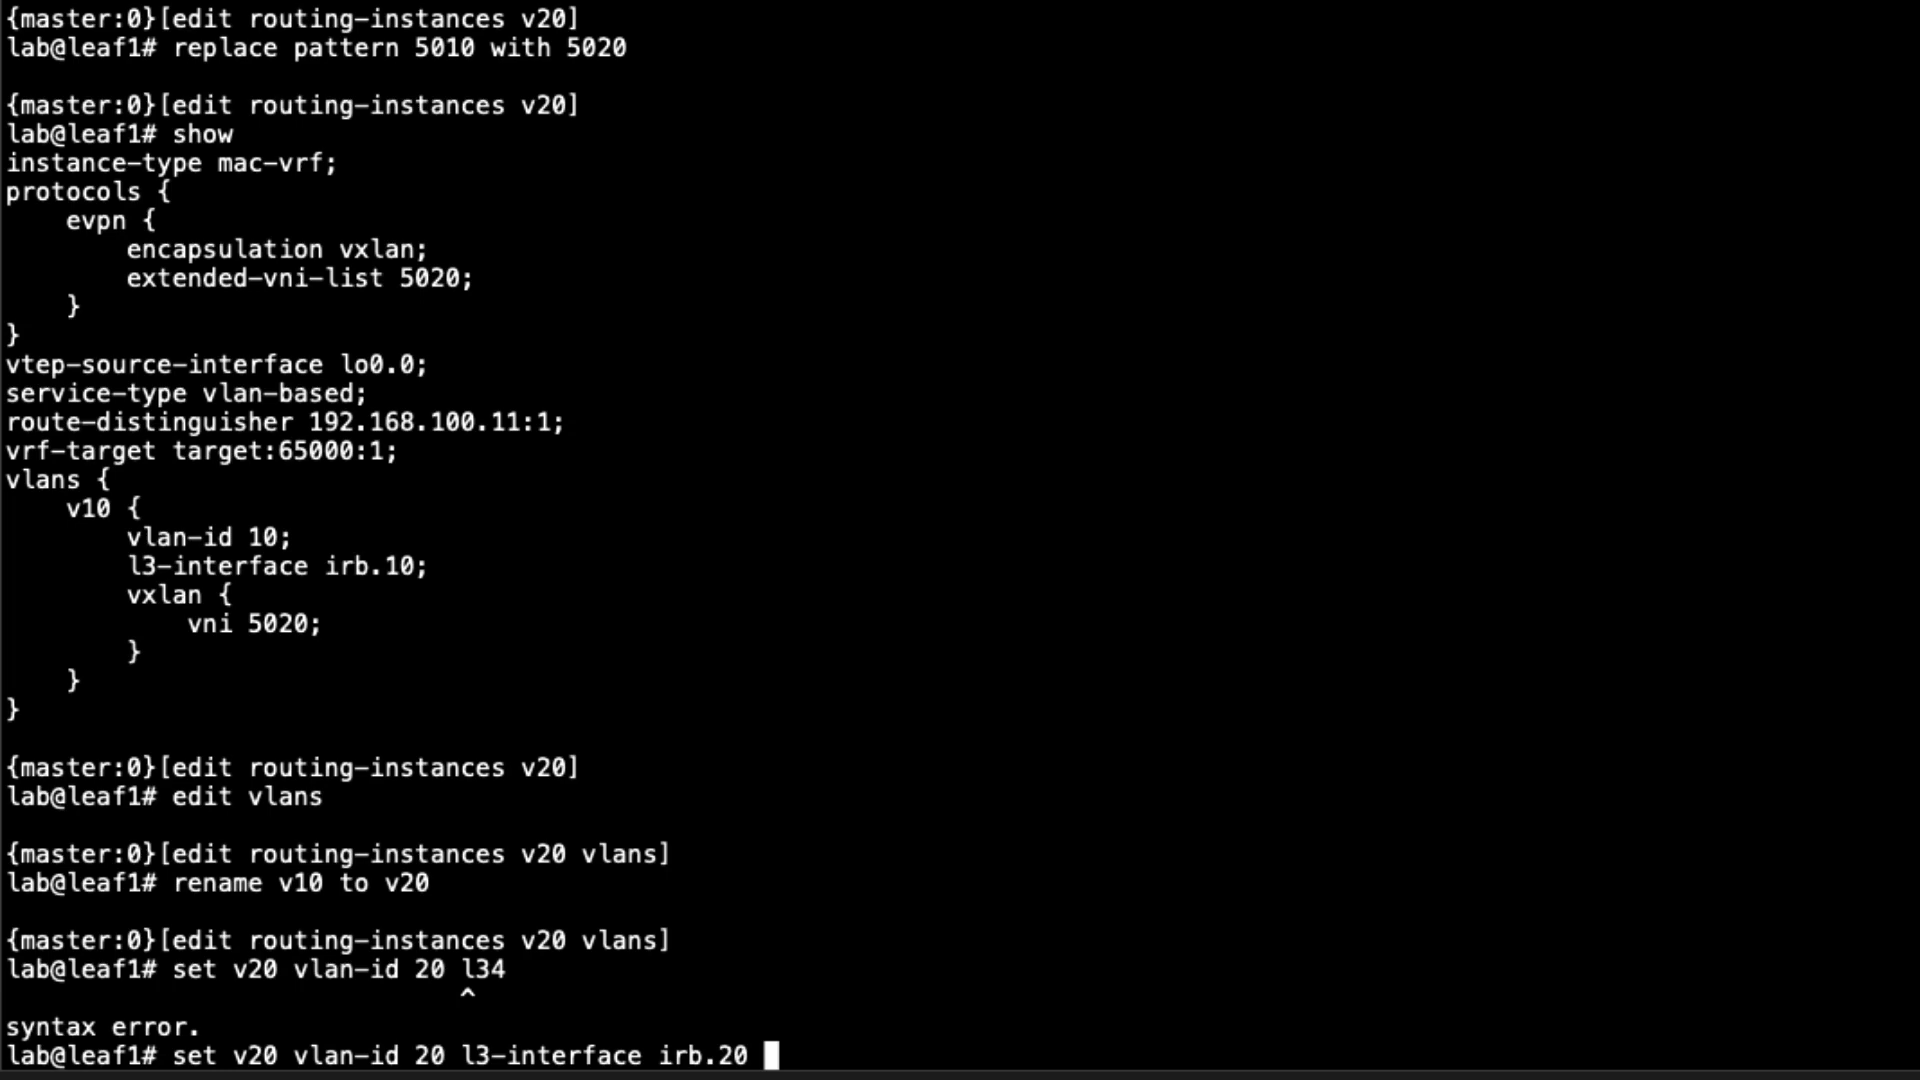 {master:0}[edit routing-instances v20]
lab@leaf1# replace pattern 5010 with 5020

{master:0}[edit routing-instances v20]
lab@leaf1# show
instance-type mac-vrf;
protocols {
    evpn {
        encapsulation vxlan;
        extended-vni-list 5020;
    }
}
vtep-source-interface lo0.0;
service-type vlan-based;
route-distinguisher 192.168.100.11:1;
vrf-target target:65000:1;
vlans {
    v10 {
        vlan-id 10;
        l3-interface irb.10;
        vxlan {
            vni 5020;
        }
    }
}

{master:0}[edit routing-instances v20]
lab@leaf1# edit vlans

{master:0}[edit routing-instances v20 vlans]
lab@leaf1# rename v10 to v20

{master:0}[edit routing-instances v20 vlans]
lab@leaf1# set v20 vlan-id 20 l34
                              ^
syntax error.
lab@leaf1# set v20 vlan-id 20 l3-interface irb.20